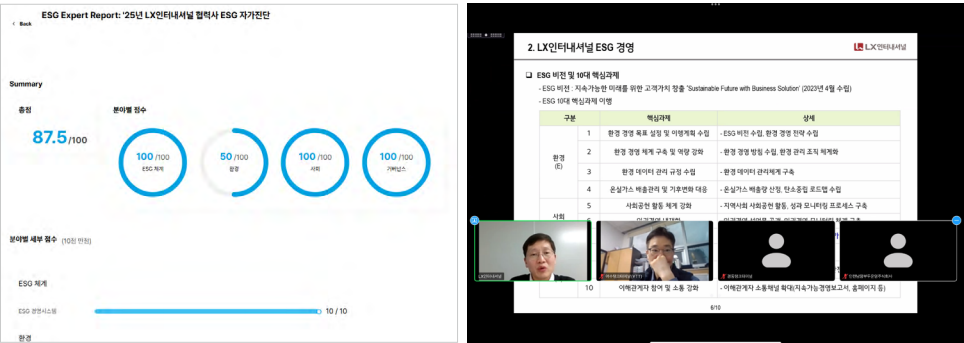 Back
ESG Expert Report: '25년 LX인터내셔널 협력사 ESG 자가진단
Summary
총점
87.5/100
분야별 점수
100 /100
ESG 체계
50 /100
환경
100 /100
사회
100 /100
거버넌스
분야별 세부 점수 (10점 만점)
ESG 체계
ESG 경영시스템
10 / 10
환경
2. LX인터내셔널 ESG 경영
LX인터내셔널
ESG 비전 및 10대 핵심과제
- ESG 비전 : 지속가능한 미래를 위한 고객가치 창출 'Sustainable Future with Business Solution' (2023년 4월 수립)
- ESG 10대 핵심과제 이행
구분 핵심과제 상세
환경
(E)
1 환경 경영 목표 설정 및 이행계획 수립 - ESG 비전 수립, 환경 경영 전략 수립
2 환경 경영 체계 구축 및 역량 강화 - 환경 경영 방침 수립, 환경 관리 조직 체계화
3 환경 데이터 관리 규정 수립 - 환경 데이터 관리체계 구축
4 온실가스 배출관리 및 기후변화 대응 - 온실가스 배출량 산정, 탄소중립 로드맵 수립
사회
5 사회공헌 활동 체계 강화 - 지역사회 사회공헌 활동, 성과 모니터링 프로세스 구축
LX인터내셔널
10 이해관계자 참여 및 소통 강화 - 이해관계자 소통채널 확대(지속가능경영보고서, 홈페이지 등)
6/10